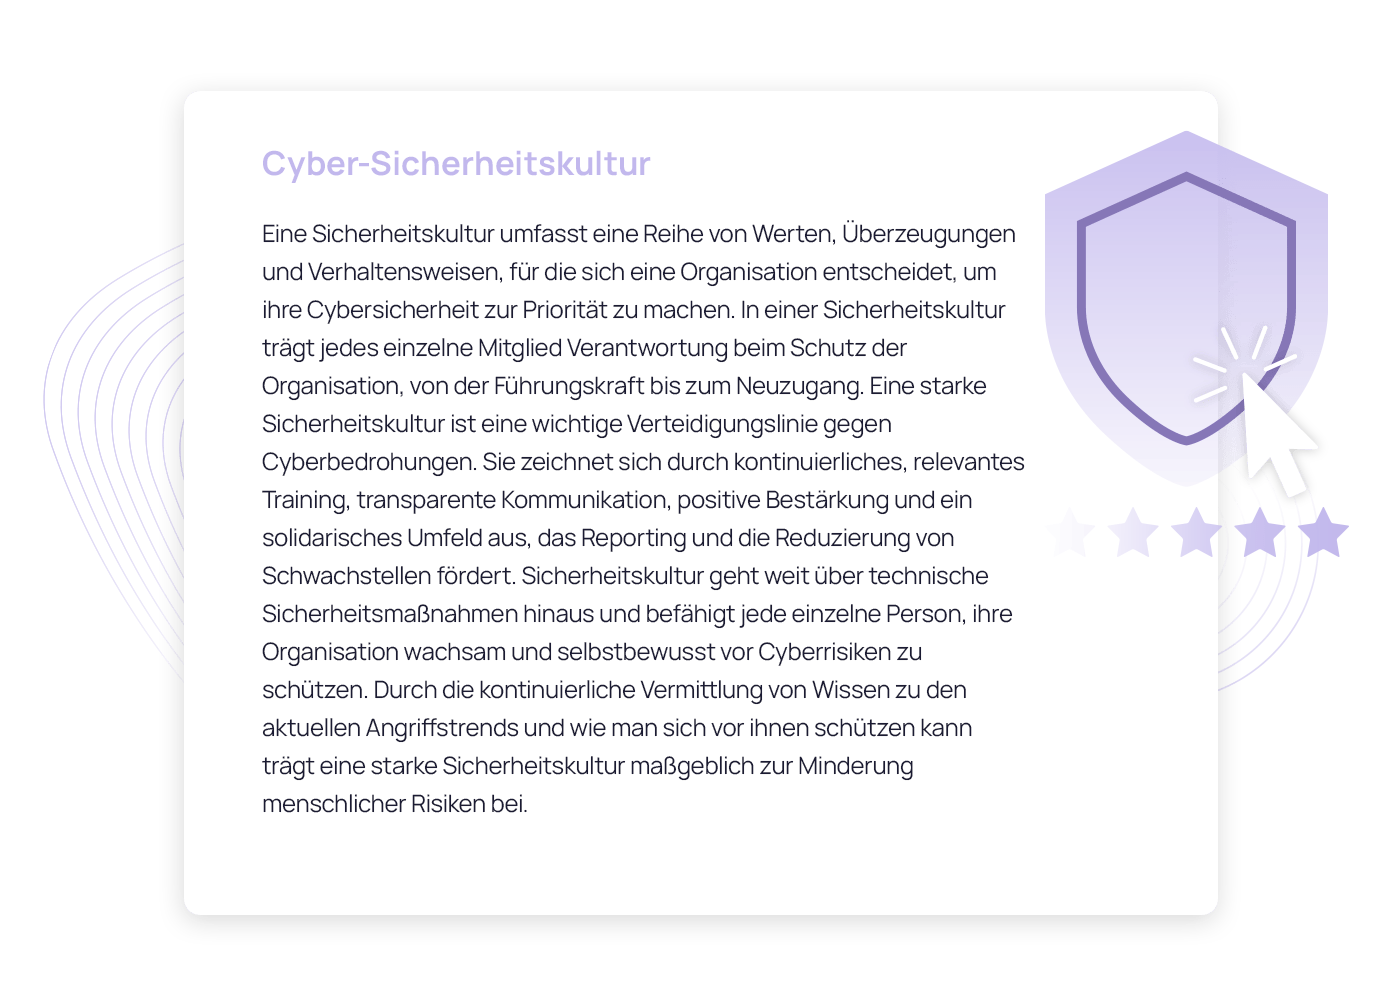 Cyber-Sicherheitskultur
Eine Sicherheitskultur umfasst eine Reihe von Werten, Überzeugungen
und Verhaltensweisen, für die sich eine Organisation entscheidet, um
ihre Cybersicherheit zur Priorität zu machen. In einer Sicherheitskultur
trägt jedes einzelne Mitglied Verantwortung beim Schutz der
Organisation, von der Führungskraft bis zum Neuzugang. Eine starke
Sicherheitskultur ist eine wichtige Verteidigungslinie gegen
Cyberbedrohungen. Sie zeichnet sich durch kontinuierliches, relevantes
Training, transparente Kommunikation, positive Bestärkung und ein
solidarisches Umfeld aus, das Reporting und die Reduzierung von
Schwachstellen fördert. Sicherheitskultur geht weit über technische
Sicherheitsmaßnahmen hinaus und befähigt jede einzelne Person, ihre
Organisation wachsam und selbstbewusst vor Cyberrisiken zu
schützen. Durch die kontinuierliche Vermittlung von Wissen zu den
aktuellen Angriffstrends und wie man sich vor ihnen schützen kann
trägt eine starke Sicherheitskultur maßgeblich zur Minderung
menschlicher Risiken bei.